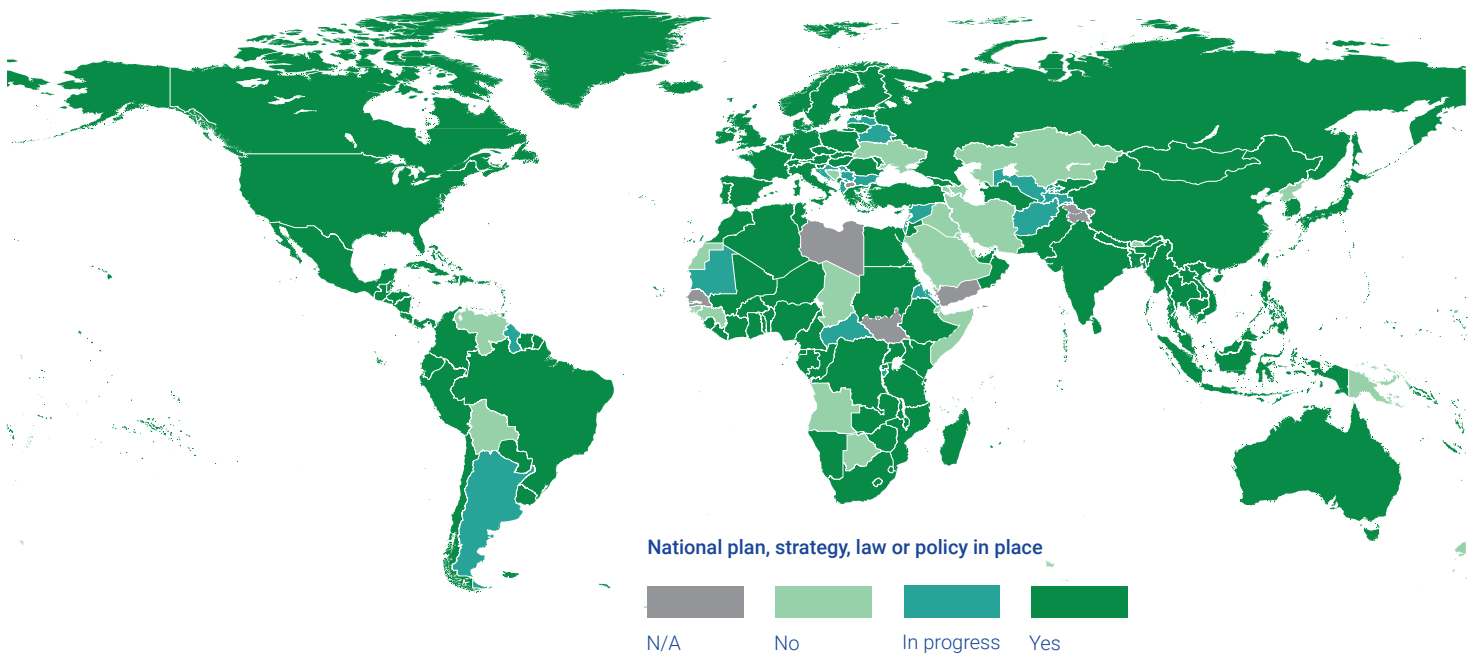 National plan, strategy, law or policy in place
N/A No In progress Yes